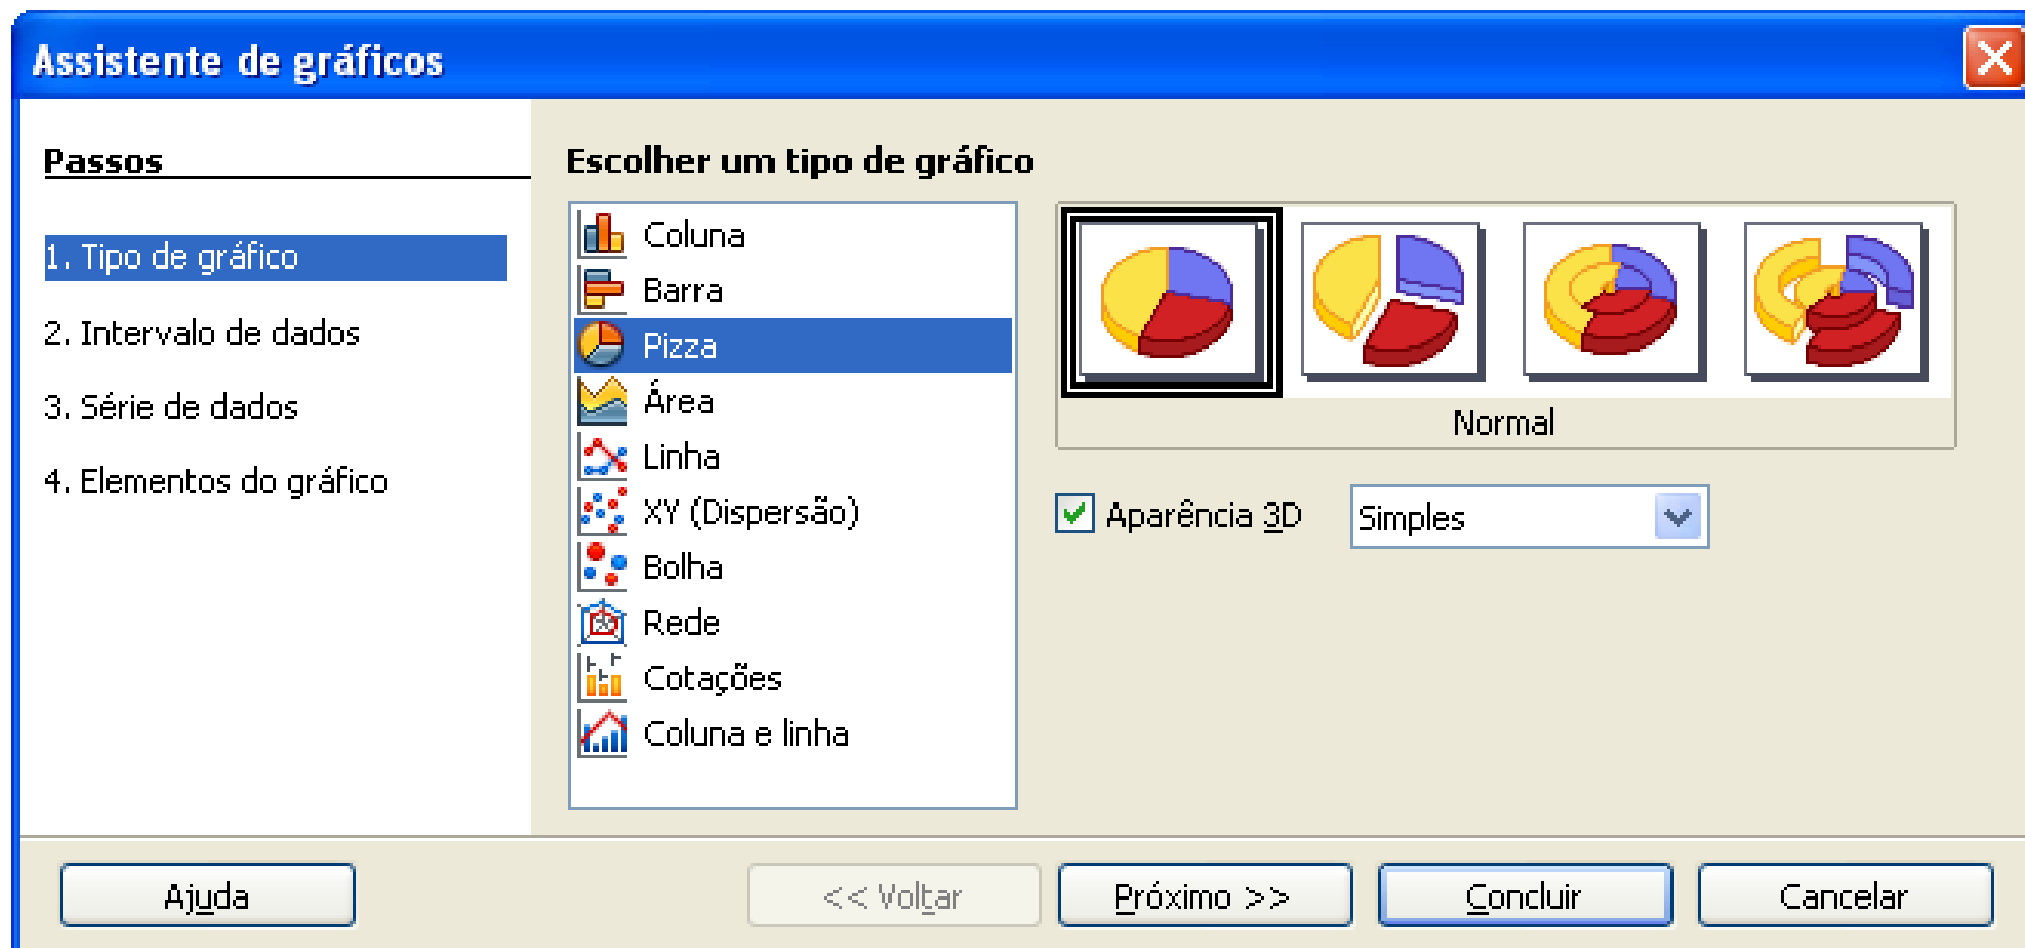 Assistente de gráficos
Passos
1. Tipo de gráfico
2. Intervalo de dados
3. Série de dados
4. Elementos do gráfico
Escolher um tipo de gráfico
Coluna
Barra
Pizza
Área
Linha
XY (Dispersão)
Bolha
Rede
Cotações
Coluna e linha
Normal
Aparência 3D
Simples
Ajuda
<< Voltar
Próximo >>
Concluir
Cancelar